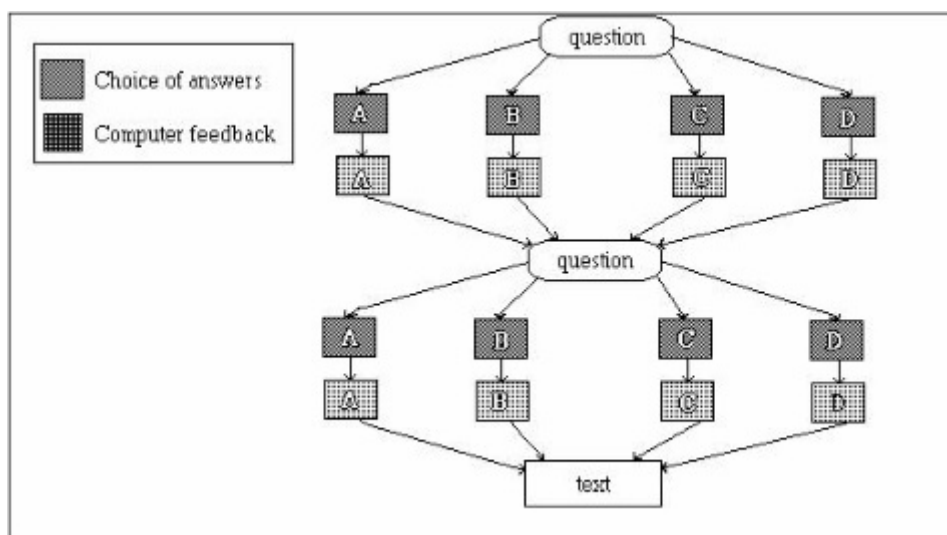 question
Choice of answers
Computer feedback
A B C D
A B C D
question
A B C D
A B C D
text